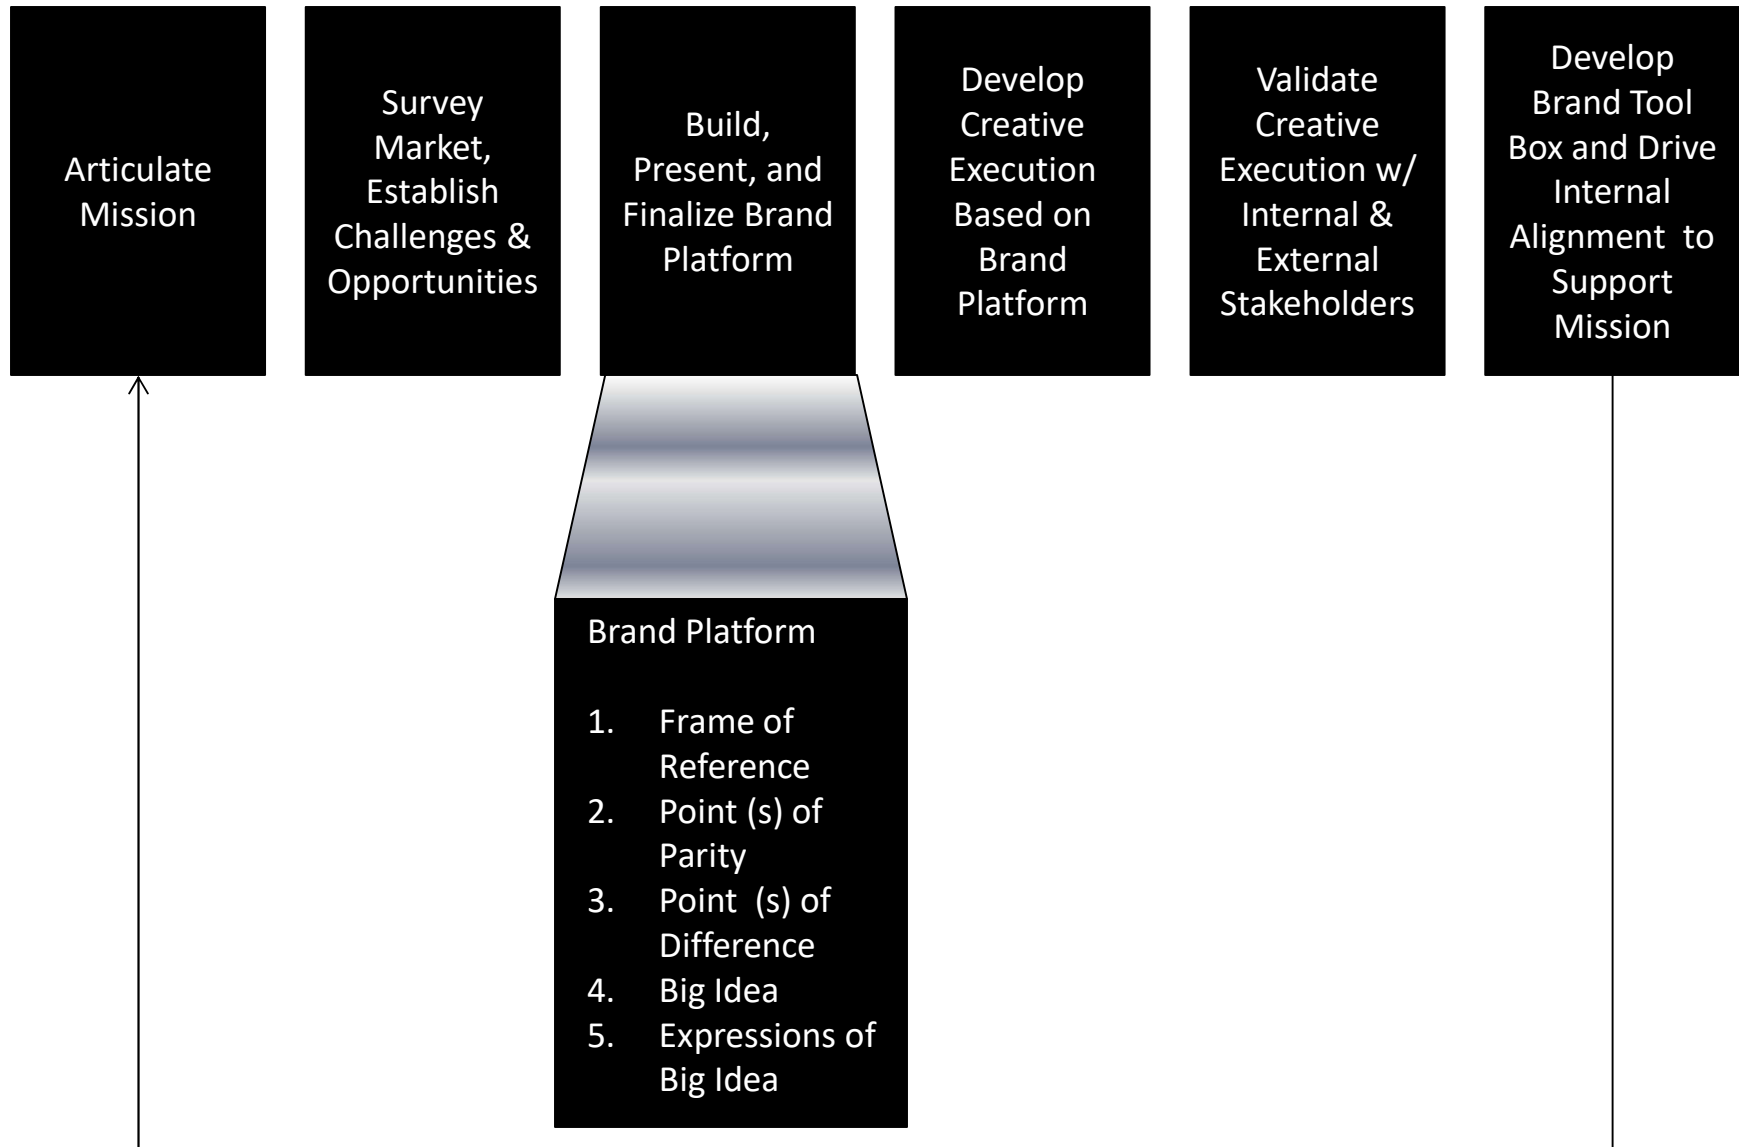 Articulate
Mission
Survey
Market,
Establish
Challenges &
Opportunities
Build,
Present, and
Finalize Brand
Platform
Develop
Creative
Execution
Based on
Brand
Platform
Validate
Creative
Execution w/
Internal &
External
Stakeholders
Develop
Brand Tool
Box and Drive
Internal
Alignment  to
Support
Mission
Brand Platform
1. Frame of
Reference
2. Point (s) of
Parity
3. Point  (s) of
Difference
4. Big Idea
5. Expressions of
Big Idea